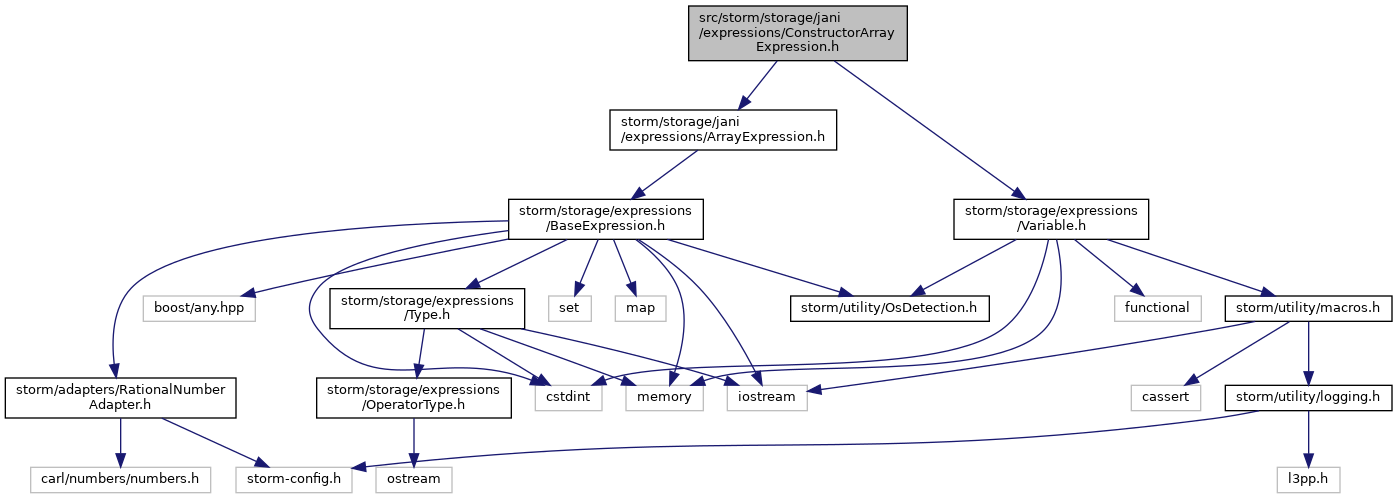 src/storm/storage/jani
/expressions/ConstructorArray
Expression.h
storm/storage/jani
/expressions/ArrayExpression.h
storm/storage/expressions
/BaseExpression.h
storm/storage/expressions
/Variable.h
boost/any.hpp
storm/storage/expressions
/Type.h
set
map
storm/utility/OsDetection.h
functional
storm/utility/macros.h
storm/adapters/RationalNumber
Adapter.h
storm/storage/expressions
/OperatorType.h
cstdint
memory
iostream
cassert
storm/utility/logging.h
carl/numbers/numbers.h
storm-config.h
ostream
l3pp.h